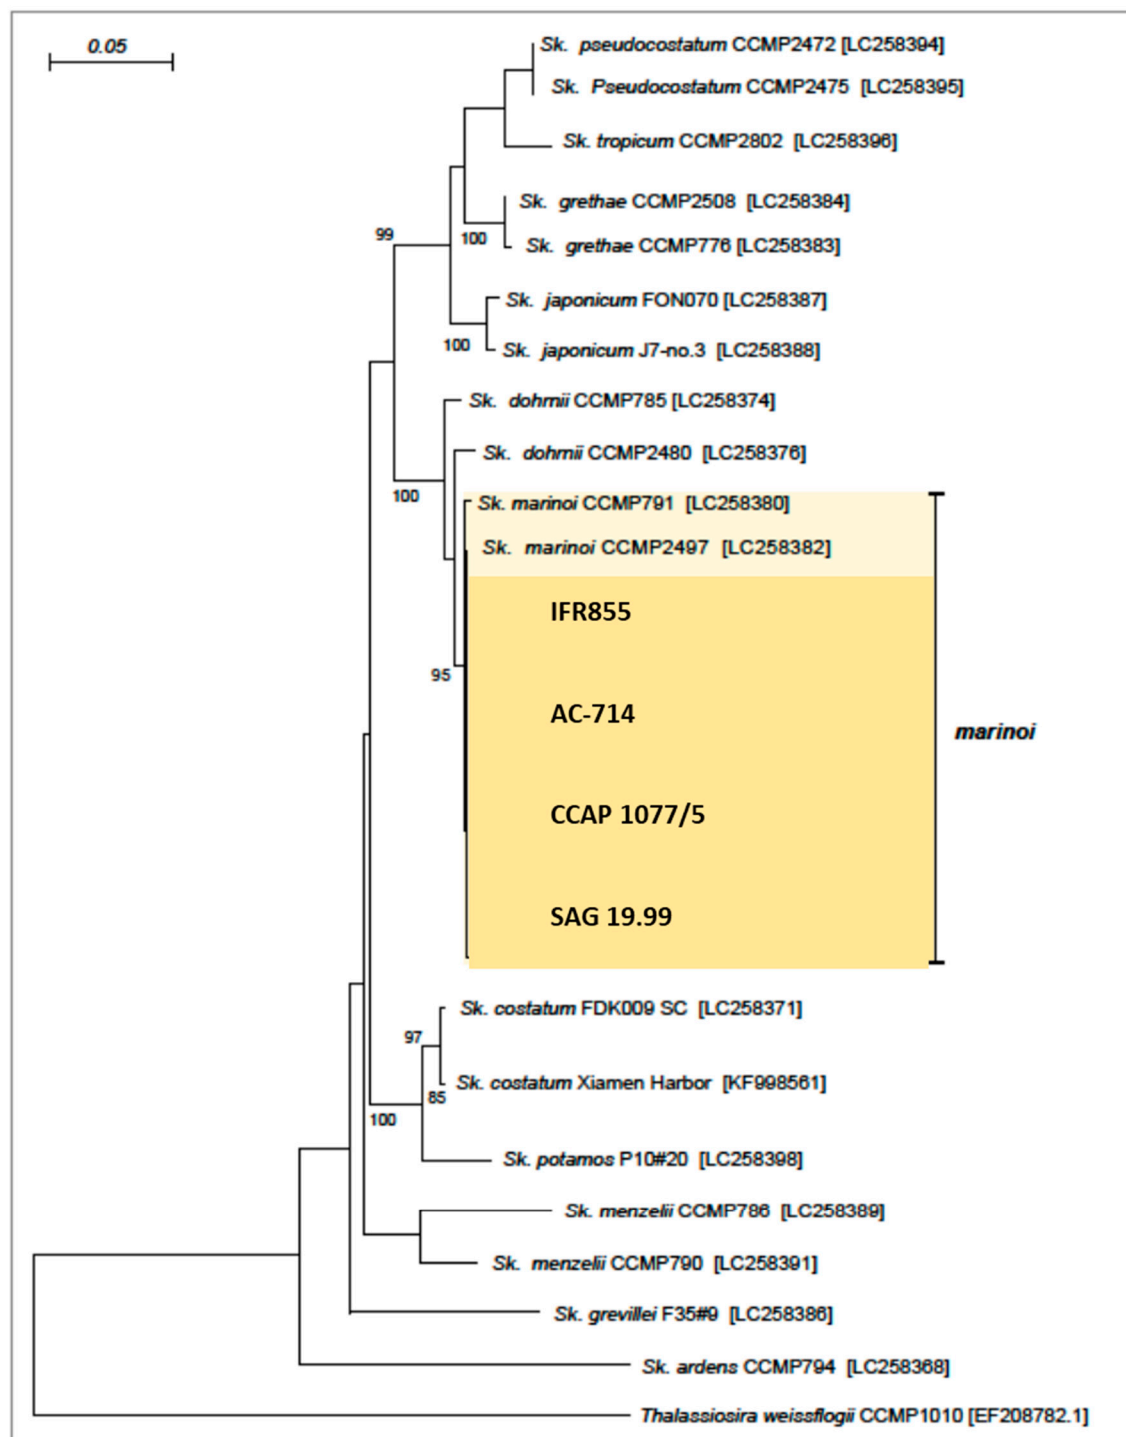 0.05
Sk. pseudocostatum CCMP2472 [LC258394]
Sk. Pseudocostatum CCMP2475 [LC258395]
Sk. tropicum CCMP2802 [LC258396]
Sk. grethae CCMP2508 [LC258384]
99
100
Sk. grethae CCMP776 [LC258383]
Sk. japonicum FON070 [LC258387]
100
Sk. japonicum J7-no.3 [LC258388]
Sk. dohrnii CCMP785 [LC258374]
Sk. dohrnii CCMP2480 [LC258376]
100
Sk. marinoi CCMP791 [LC258380]
Sk. marinoi CCMP2497 [LC258382]
IFR855
95
AC-714
marinoi
CCAP 1077/5
SAG 19.99
Sk. costatum FDK009 SC [LC258371]
97
Sk. costatum Xiamen Harbor [KF998561]
85
100
Sk. potamos P10#20 [LC258398]
Sk. menzelii CCMP786 [LC258389]
Sk. menzelii CCMP790 [LC258391]
Sk. grevillei F35#9 [LC258386]
Sk. ardens CCMP794 [LC258368]
Thalassiosira weissflogii CCMP1010 [EF208782.1]